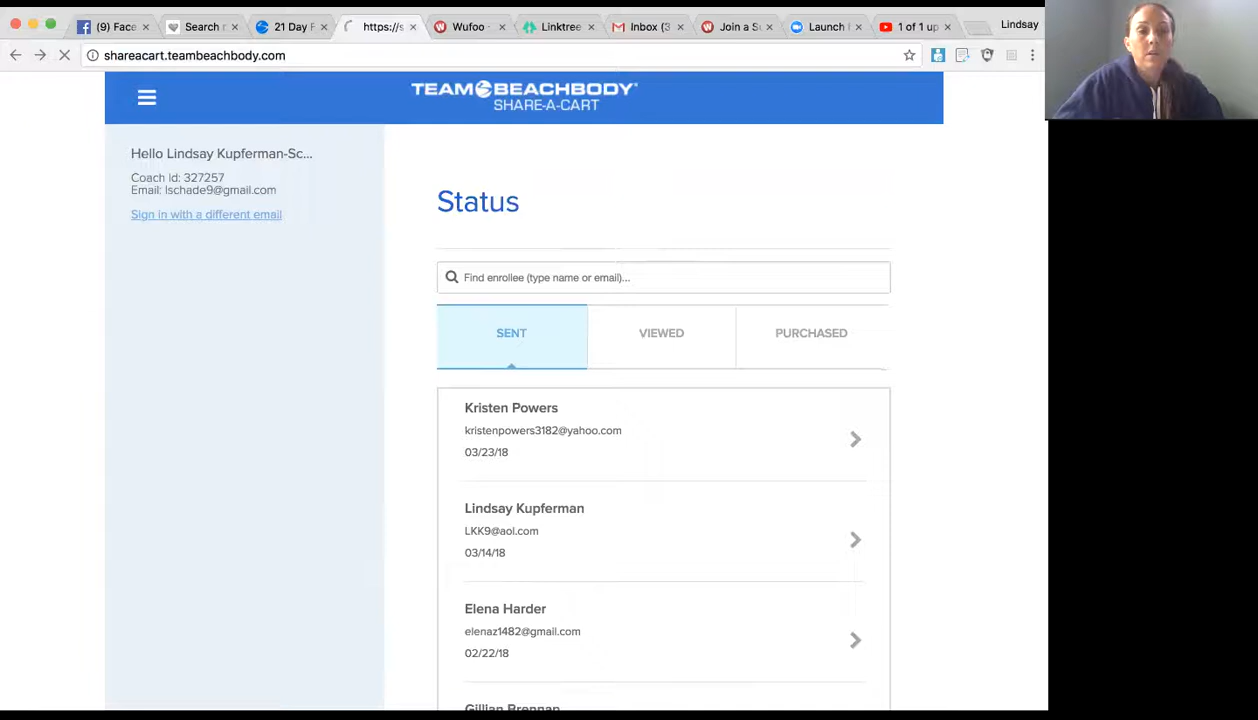 (9) Face
Search r
21 Day F
https://s
Wufoo -
Linktree
Inbox (3
Join a Su
Launch
1 of 1 up
Lindsay
shareacart.teambeachbody.com
TEAM BEACHBODY
SHARE-A-CART
Hello Lindsay Kupferman-Sc...
Coach id: 327257
Email: lschade9@gmail.com
Sign in with a different email
Status
Find enrollee (type name or email)...
SENT
VIEWED
PURCHASED
Kristen Powers
kristenpowers3182@yahoo.com
03/23/18
Lindsay Kupferman
LKK9@aol.com
03/14/18
Elena Harder
elenaz1482@gmail.com
02/22/18
Gillian Brennan